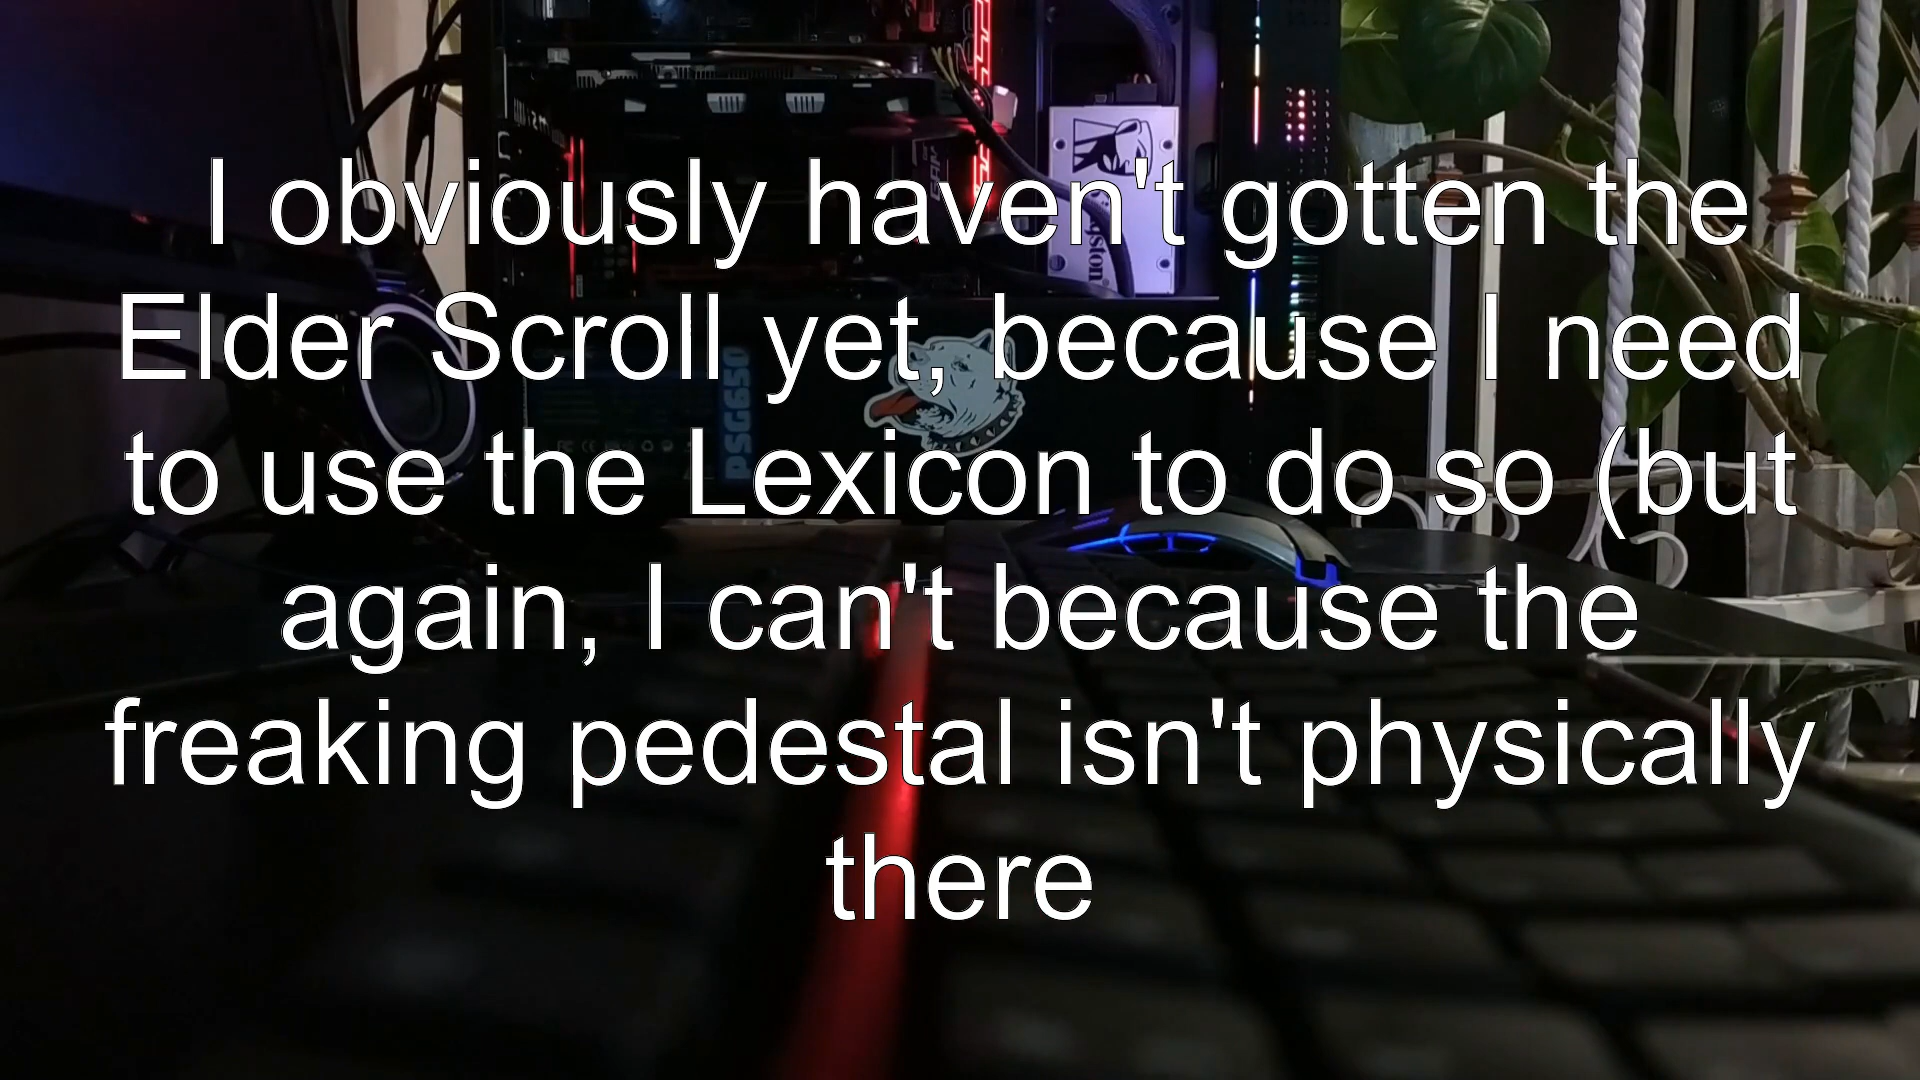 I obviously haven't gotten the
Elder Scroll yet, because I need
to use the Lexicon to do so (but
again, I can't because the
freaking pedestal isn't physically
there
PSG650